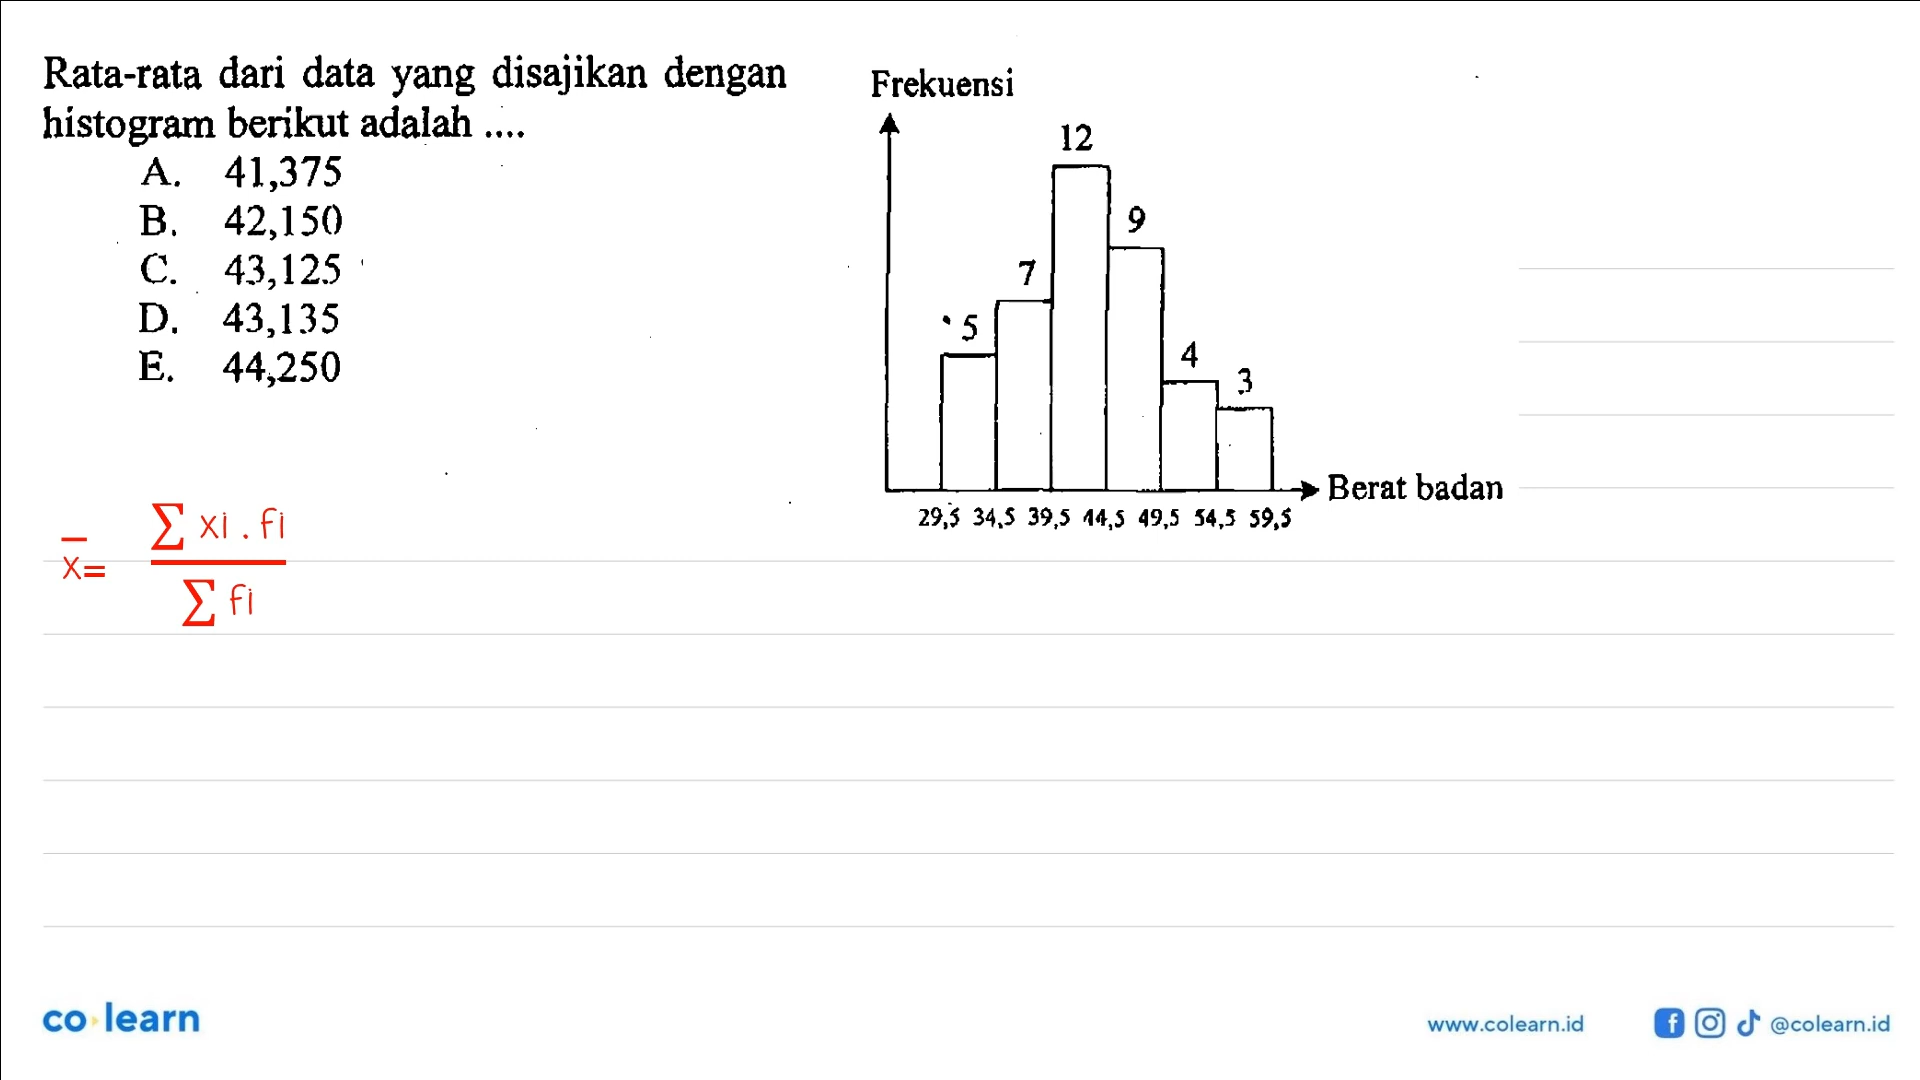 Rata-rata dari data yang disajikan dengan
histogram berikut adalah ....
A. 41,375
B. 42,150
C. 43,125
D. 43,135
E. 44,250
Frekuensi
12
9
7
5
4
3
Berat badan
29,5 34,5 39,5 44,5 49,5 54,5 59,5
x̄ = ∑ xi . fi
∑ fi
co learn
www.colearn.id
@colearn.id